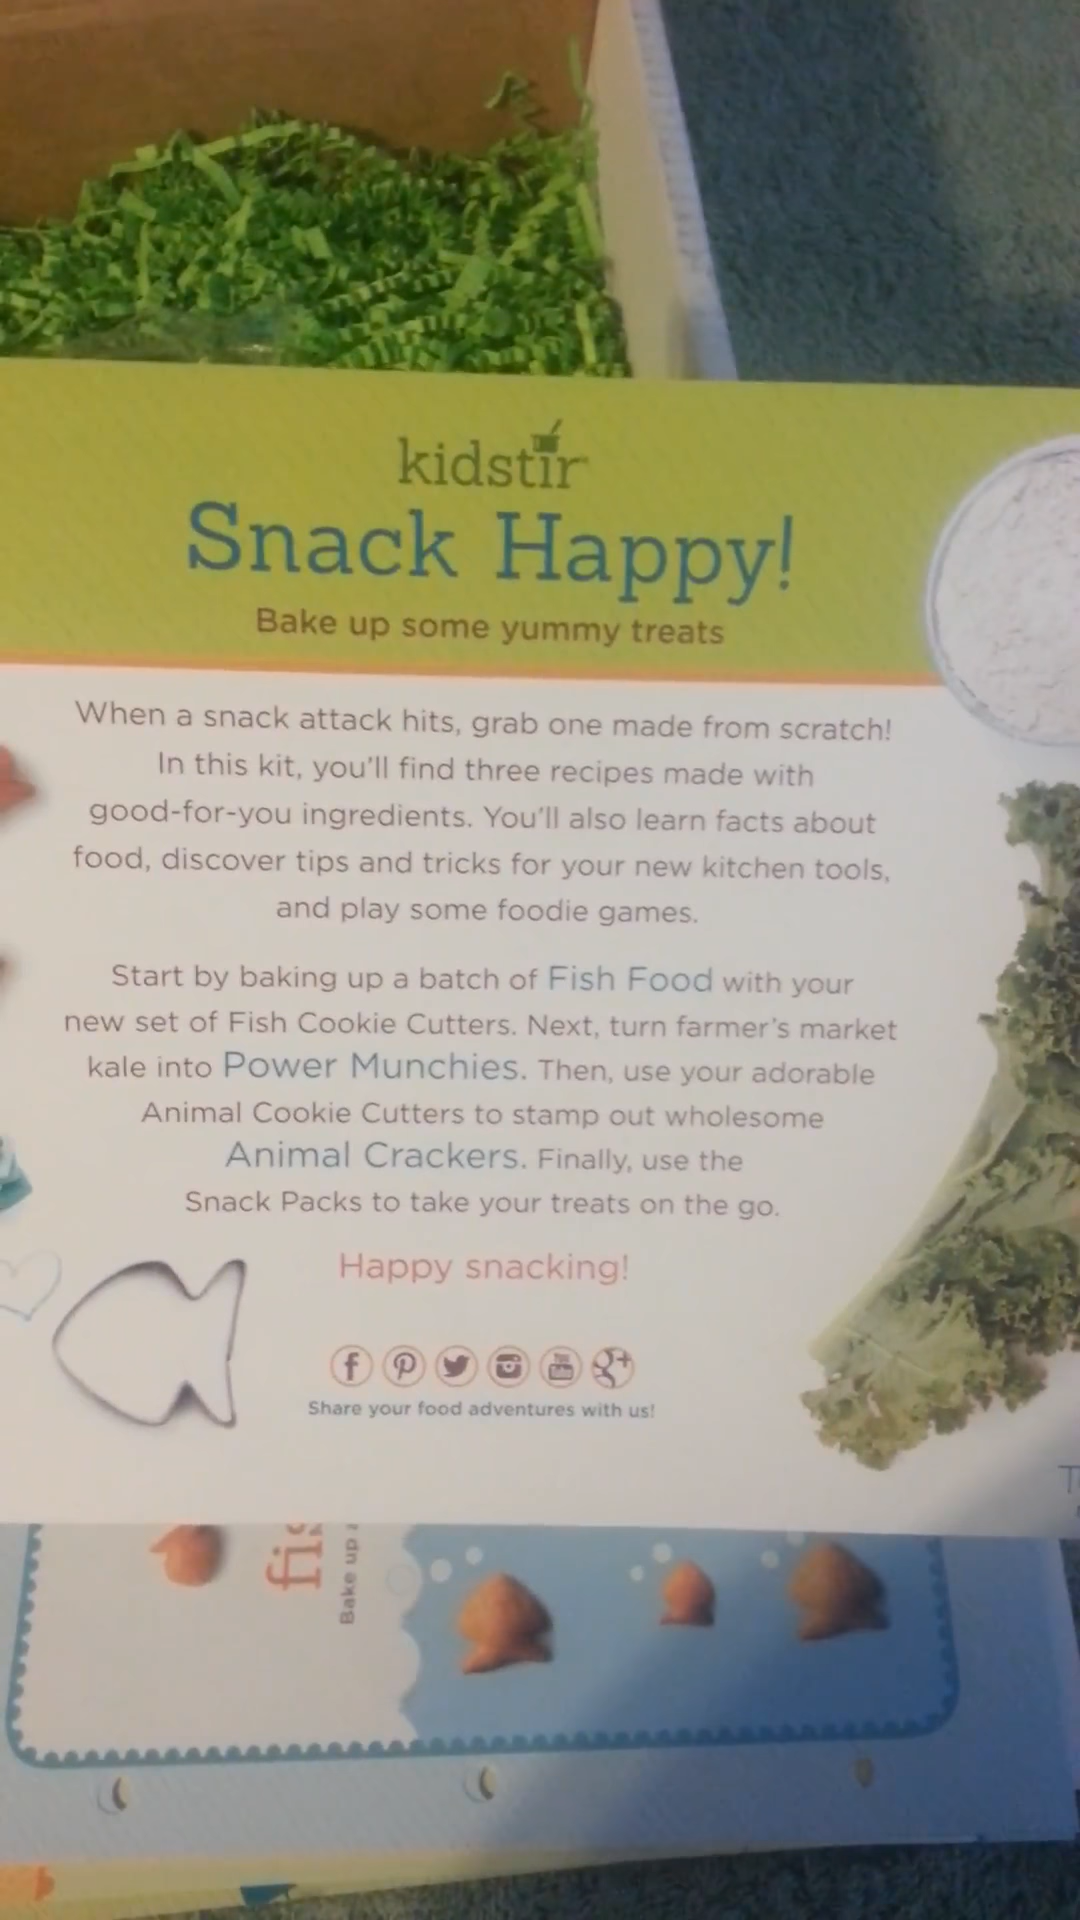 kidstir
Snack Happy!
Bake up some yummy treats
When a snack attack hits, grab one made from scratch!
In this kit, you'll find three recipes made with
good-for-you ingredients. You'll also learn facts about
food, discover tips and tricks for your new kitchen tools,
and play some foodie games.
Start by baking up a batch of Fish Food with your
new set of Fish Cookie Cutters. Next, turn farmer's market
kale into Power Munchies. Then, use your adorable
Animal Cookie Cutters to stamp out wholesome
Animal Crackers. Finally, use the
Snack Packs to take your treats on the go.
Happy snacking!
Share your food adventures with us!
Bake up